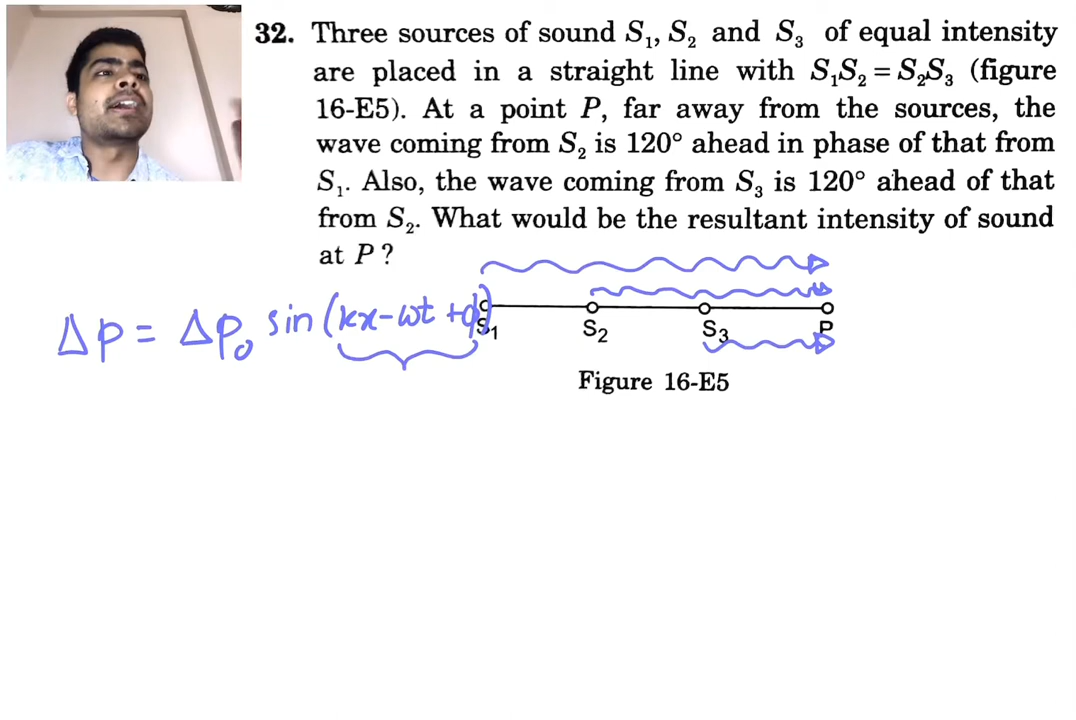 32. Three sources of sound S₁, S₂ and S₃ of equal intensity
are placed in a straight line with S₁S₂ = S₂S₃ (figure
16-E5). At a point P, far away from the sources, the
wave coming from S₂ is 120° ahead in phase of that from
S₁. Also, the wave coming from S₃ is 120° ahead of that
from S₂. What would be the resultant intensity of sound
at P ?
Δp = Δp₀ sin (kx - ωt + φ)
S₁ S₂ S₃ P
Figure 16-E5